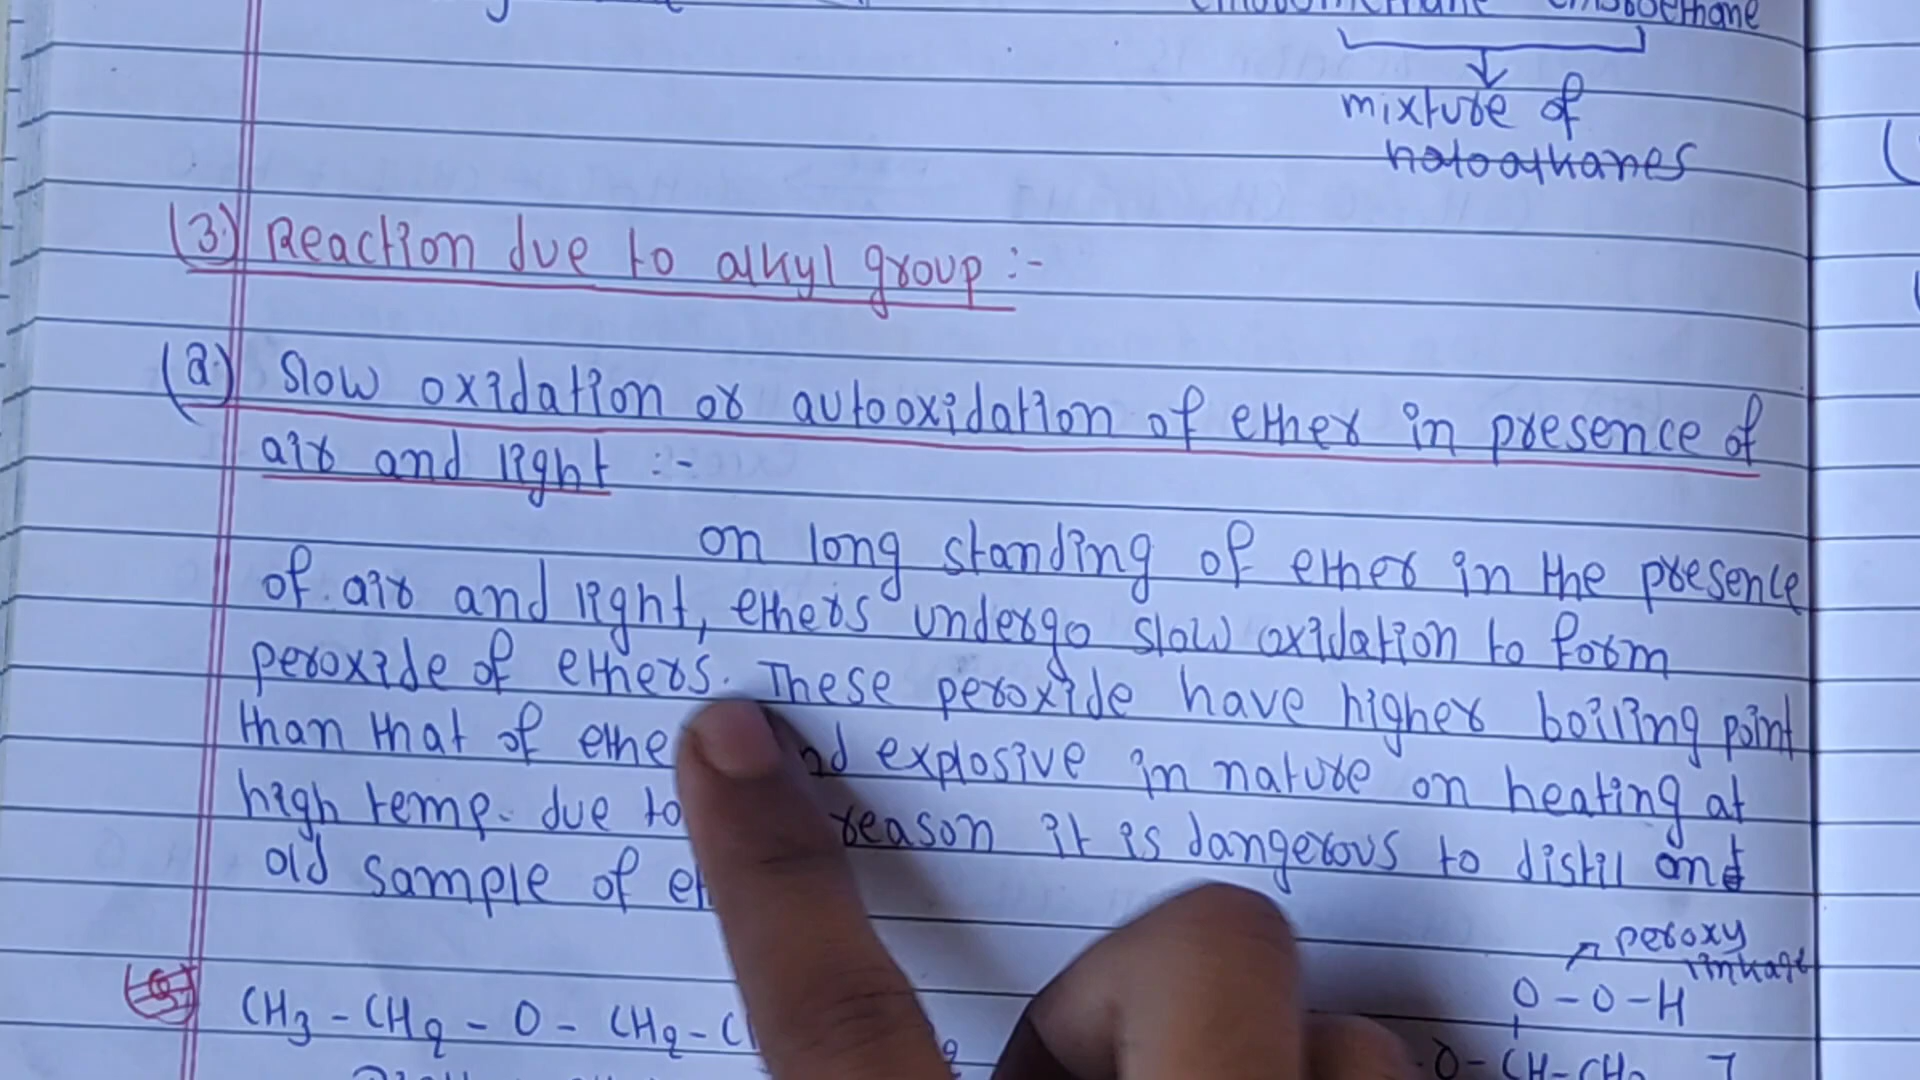 mixture of
haloalkanes
(3.) Reaction due to alkyl group :-
(a.) Slow oxidation or autooxidation of ether in presence of
air and light :-
on long standing of ether in the presence
of air and light, ethers undergo slow oxidation to form
peroxide of ethers. These peroxide have higher boiling point
than that of explosive in nature on heating at
high temp. due to reason it is dangerous to distil and
old sample of
peroxy
linkage
O-O-H
CH3-CH2-O-CH2-
O-CH-CH2